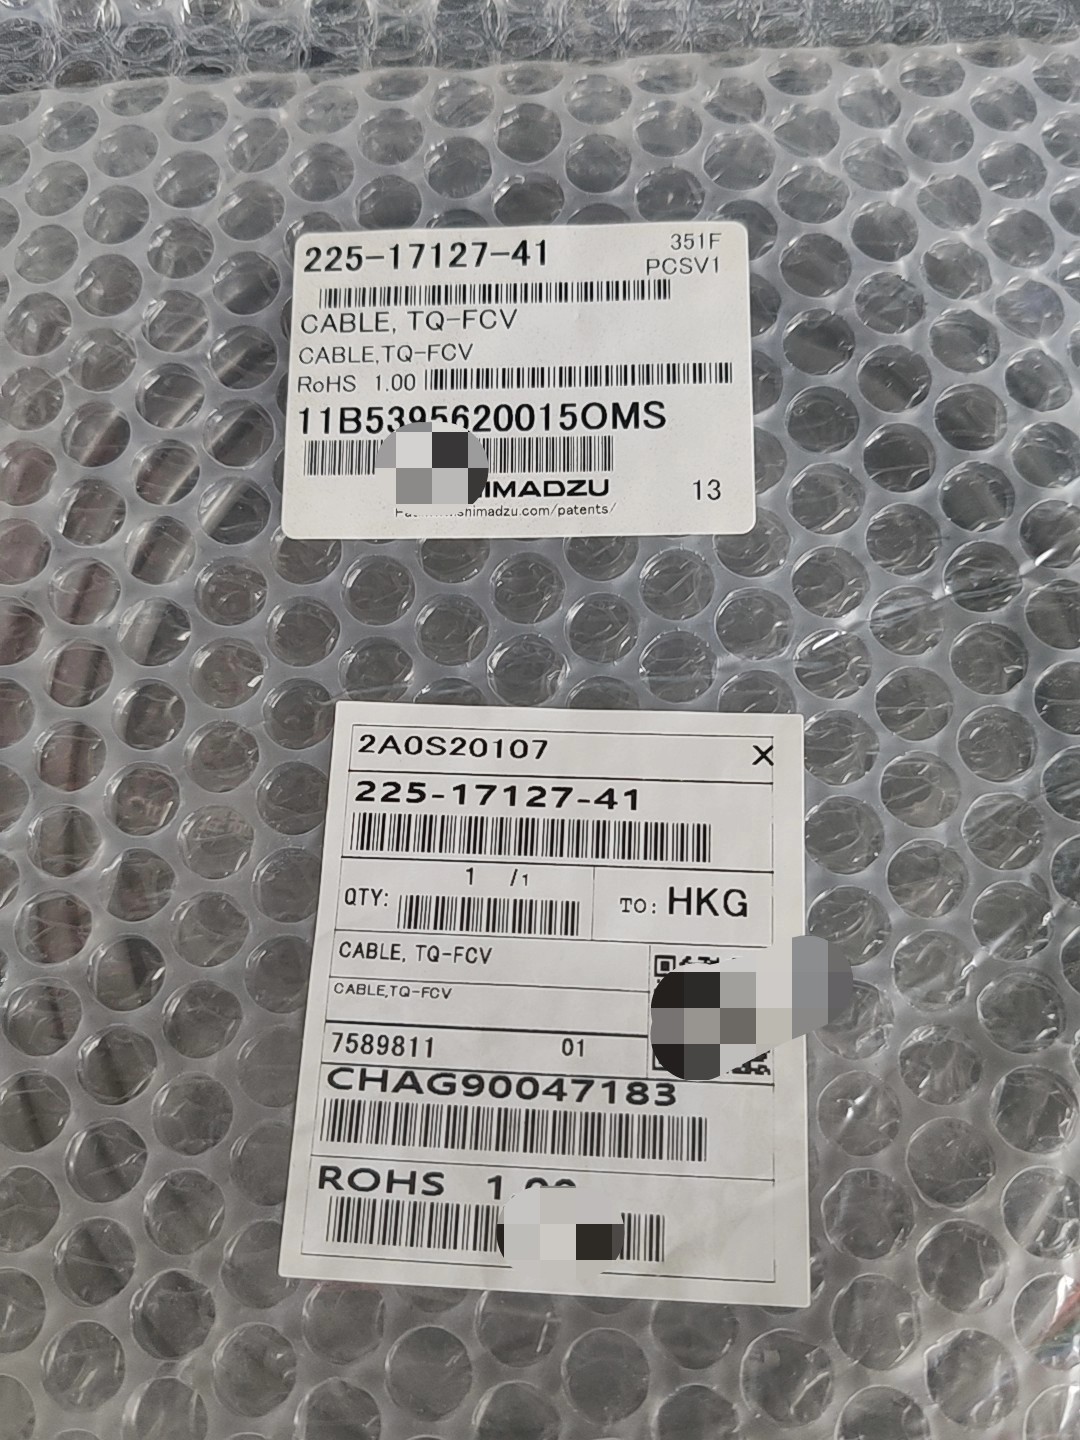 225-17127-41
351F
PCSV1
CABLE, TQ-FCV
CABLE,TQ-FCV
RoHS 1.00
11B5395620015OMS
13
shimadzu.com/patents/
2A0S20107 X
225-17127-41
1 /1
QTY:
TO: HKG
CABLE, TQ-FCV
CABLE,TQ-FCV
7589811 01
CHAG90047183
ROHS